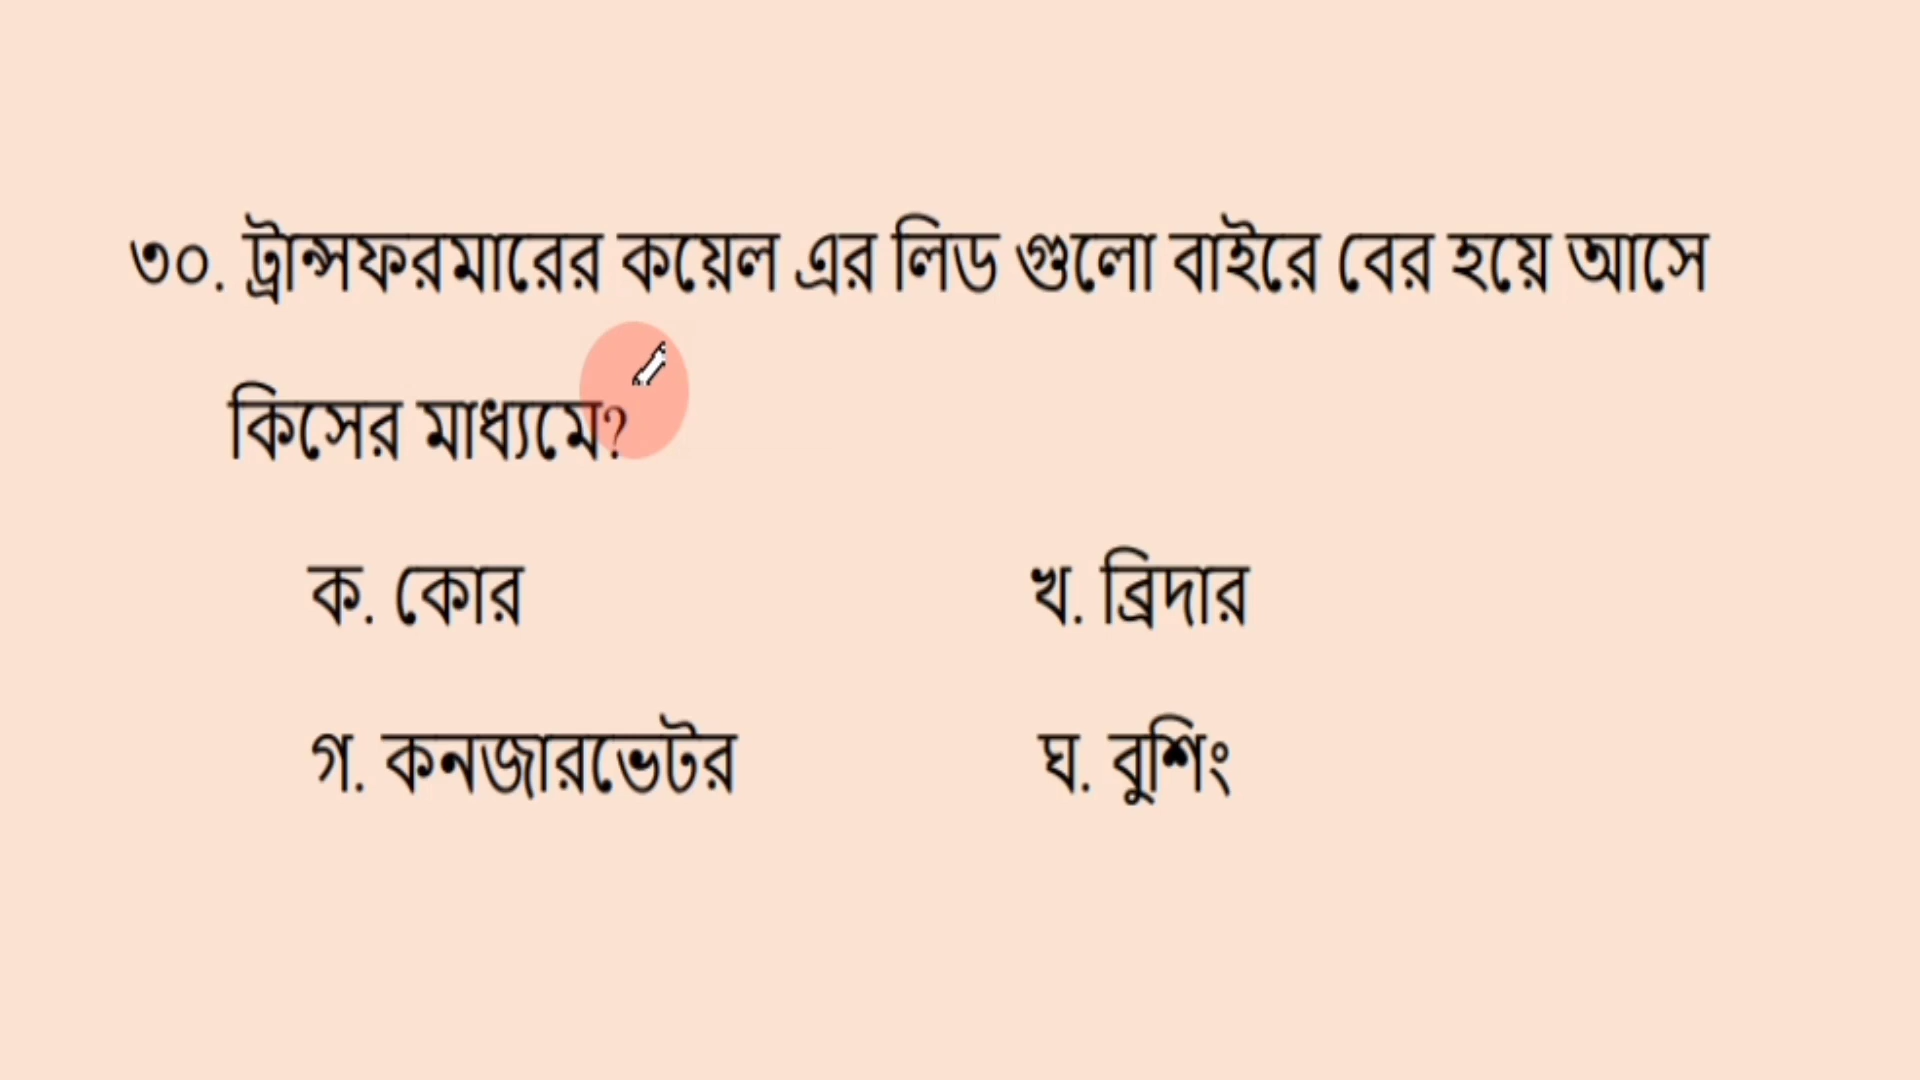 ৩০. ট্রান্সফরমারের কয়েল এর লিড গুলো বাইরে বের হয়ে আসে
কিসের মাধ্যমে?
ক. কোর
খ. ব্রিদার
গ. কনজারভেটর
ঘ. বুশিং